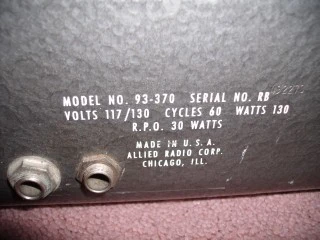 MODEL NO. 93-370 SERIAL NO. RB
VOLTS 117/130 CYCLES 60 WATTS 130
R.P.O. 30 WATTS
MADE IN U.S.A.
ALLIED RADIO CORP.
CHICAGO, ILL.